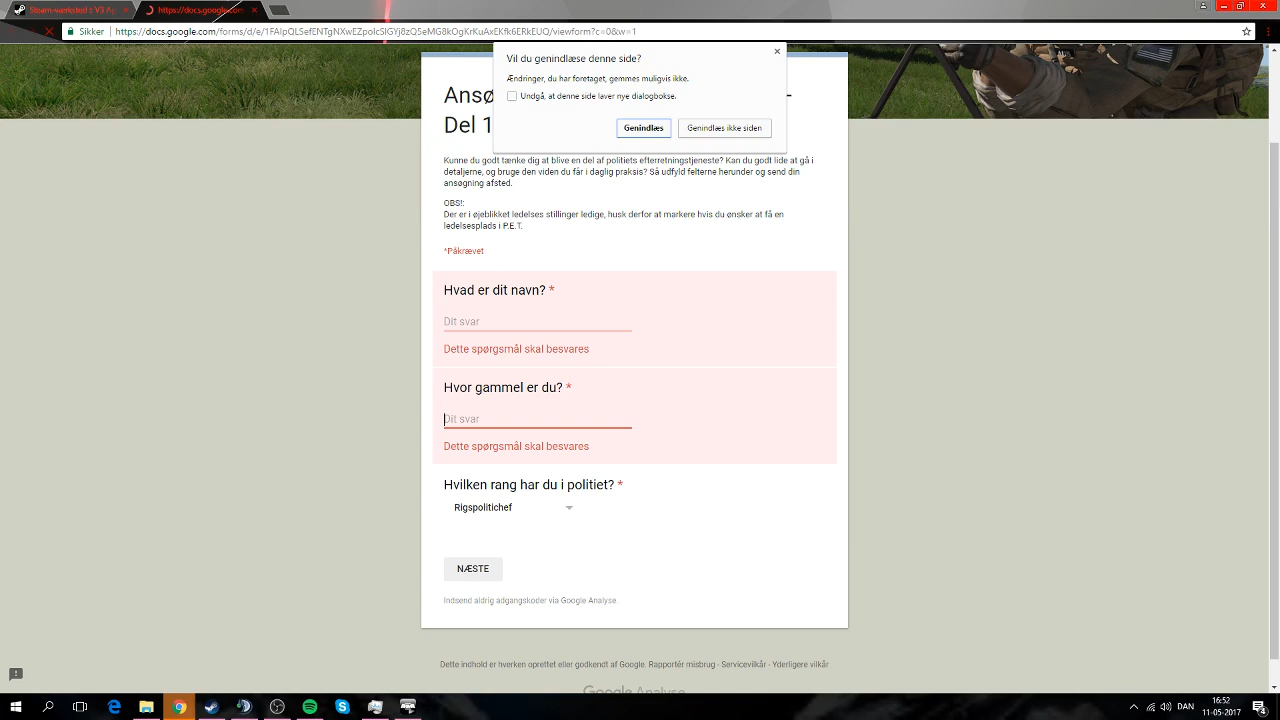 Steam-værksted :: V3 Ap
https://docs.google.com
Sikker
https://docs.google.com/forms/d/e/1FAIpQLSefENTgNXwEZpolcSIGYj8zQ5eMG8kOgKrKuAxEKfk6ERkEUQ/viewform?c=0&w=1
Vil du genindlæse denne side?
Ændringer, du har foretaget, gemmes muligvis ikke.
Undgå, at denne side laver nye dialogbokse.
Genindlæs
Genindlæs ikke siden
Ansø
Del 1
Kunne du godt tænke dig at blive en del af politiets efterretningstjeneste? Kan du godt lide at gå i
detaljerne, og bruge den viden du får i daglig praksis? Så udfyld felterne herunder og send din
ansøgning afsted.
OBS!:
Der er i øjeblikket ledelses stillinger ledige, husk derfor at markere hvis du ønsker at få en
ledelsesplads i P.E.T.
*Påkrævet
Hvad er dit navn? *
Dit svar
Dette spørgsmål skal besvares
Hvor gammel er du? *
Dit svar
Dette spørgsmål skal besvares
Hvilken rang har du i politiet? *
Rigspolitichef
NÆSTE
Indsend aldrig adgangskoder via Google Analyse.
Dette indhold er hverken oprettet eller godkendt af Google. Rapportér misbrug - Servicevilkår - Yderligere vilkår
Google Analyse
DAN
16:52
11-05-2017
4